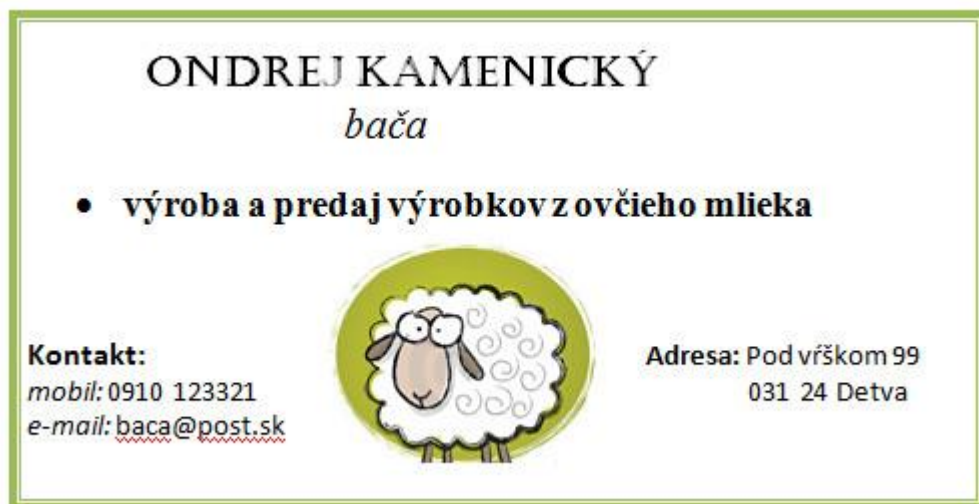 ONDREJ KAMENICKÝ
bača
• výroba a predaj výrobkov z ovčieho mlieka
Kontakt:
mobil: 0910 123321
e-mail: baca@post.sk
Adresa: Pod vŕškom 99
031 24 Detva